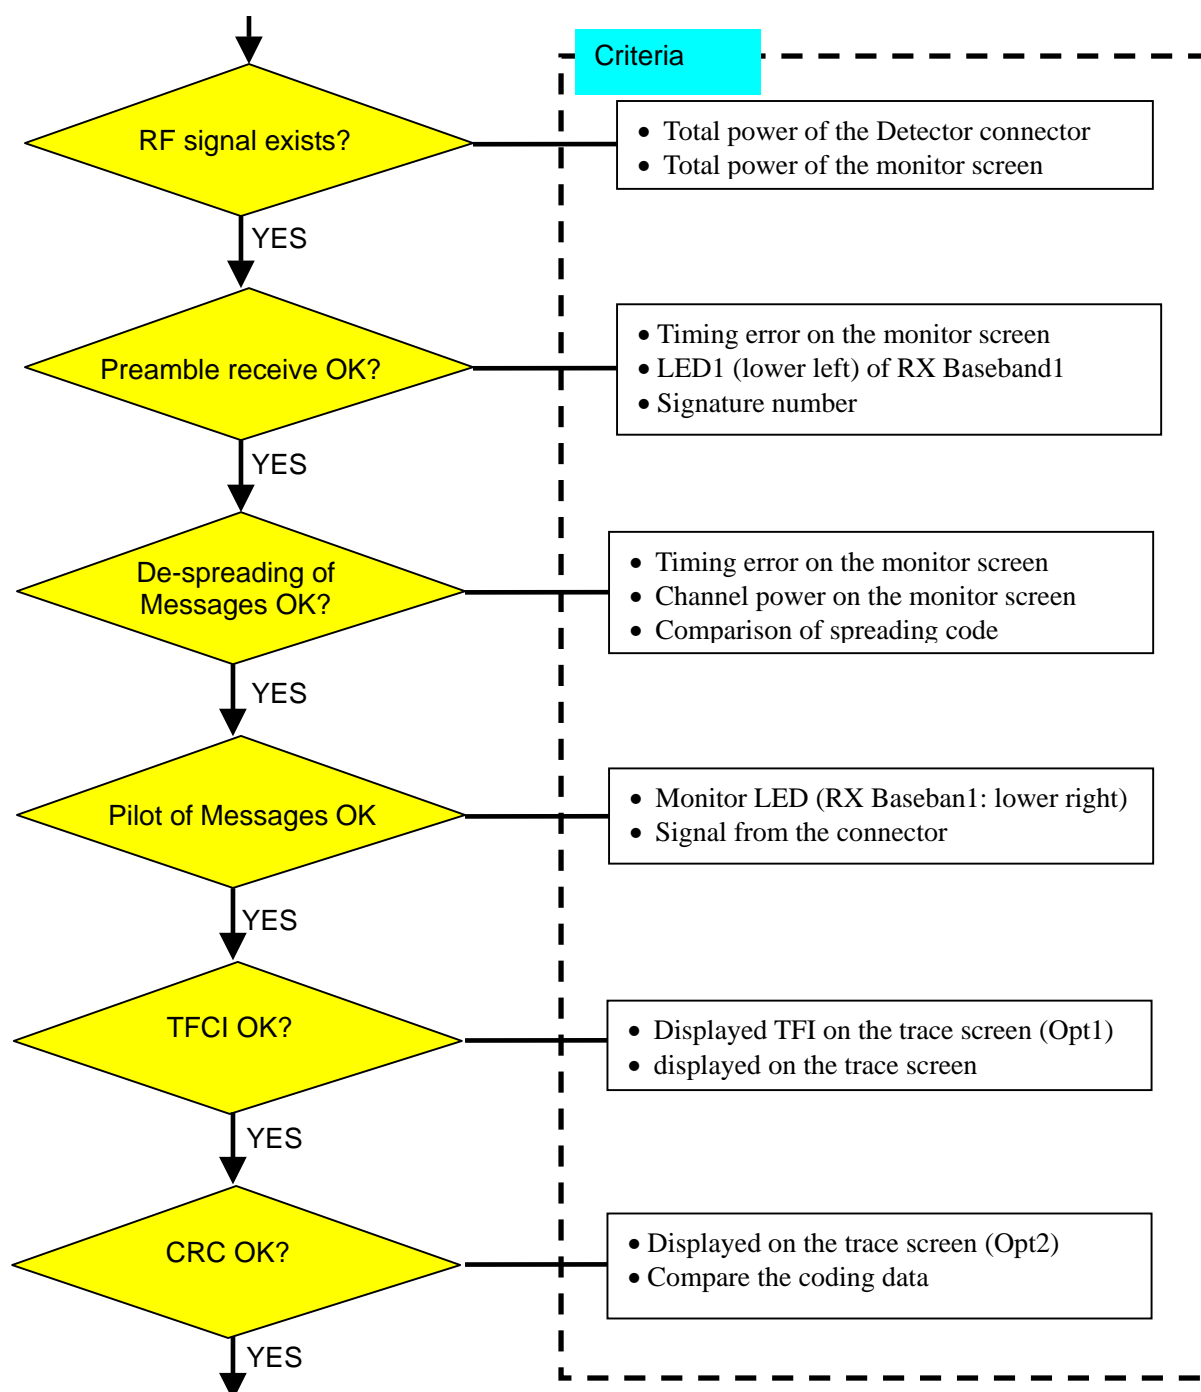 Criteria
RF signal exists?
• Total power of the Detector connector
• Total power of the monitor screen
YES
Preamble receive OK?
• Timing error on the monitor screen
• LED1 (lower left) of RX Baseband1
• Signature number
YES
De-spreading of
Messages OK?
• Timing error on the monitor screen
• Channel power on the monitor screen
• Comparison of spreading code
YES
Pilot of Messages OK
• Monitor LED (RX Baseban1: lower right)
• Signal from the connector
YES
TFCI OK?
• Displayed TFI on the trace screen (Opt1)
• displayed on the trace screen
YES
CRC OK?
• Displayed on the trace screen (Opt2)
• Compare the coding data
YES